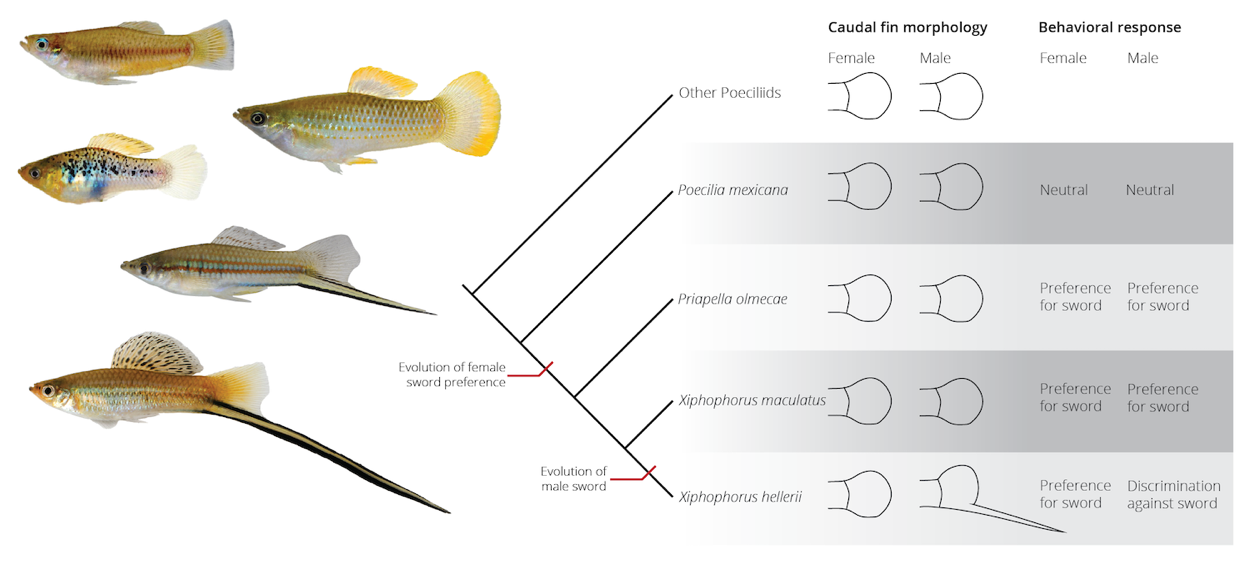 Caudal fin morphology
Behavioral response
Female
Male
Female
Male
Other Poeciliids
Poecilia mexicana
Neutral
Neutral
Priapella olmecae
Preference
for sword
Preference
for sword
Evolution of female
sword preference
Xiphophorus maculatus
Preference
for sword
Preference
for sword
Evolution of
male sword
Xiphophorus hellerii
Preference
for sword
Discrimination
against sword